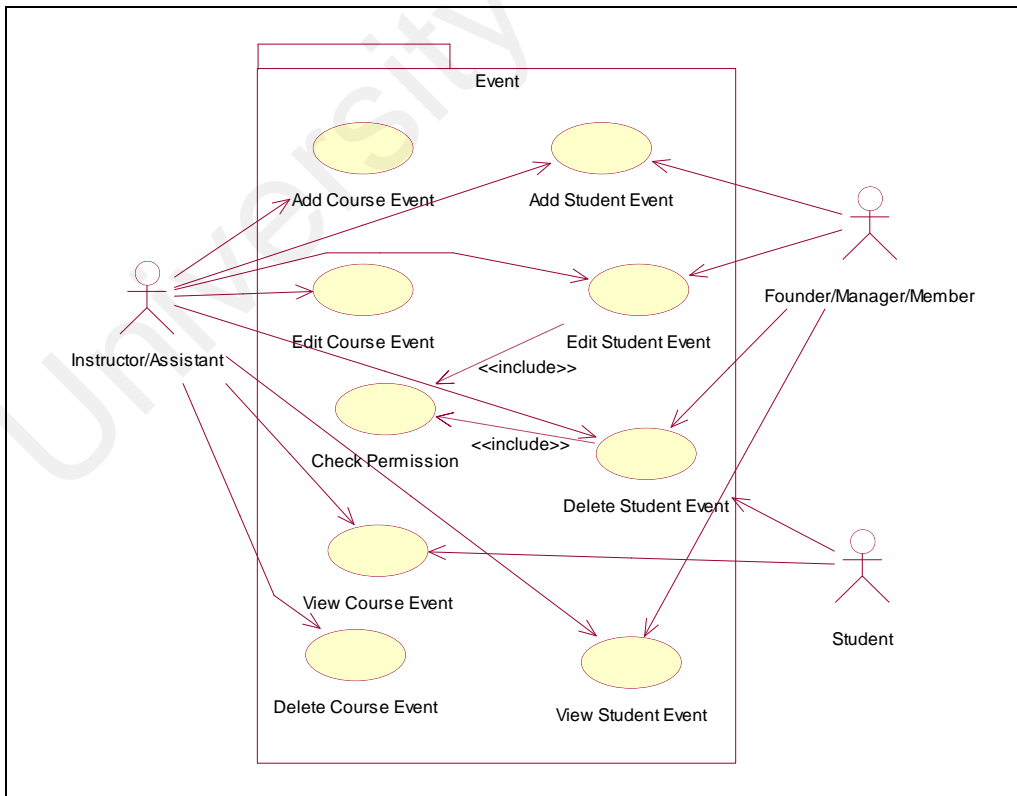 University
Event
Add Course Event
Add Student Event
Founder/Manager/Member
Instructor/Assistant
Edit Course Event
Edit Student Event
<<include>>
Check Permission
<<include>>
Delete Student Event
View Course Event
Student
Delete Course Event
View Student Event